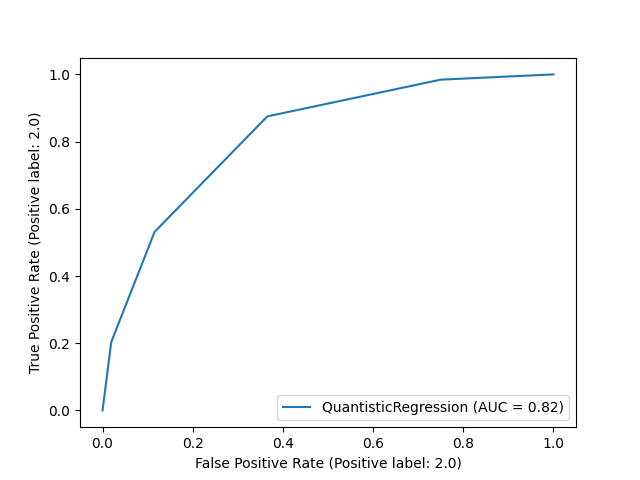 1.0
0.8
0.6
0.4
0.2
0.0
True Positive Rate (Positive label: 2.0)
QuantisticRegression (AUC = 0.82)
0.0 0.2 0.4 0.6 0.8 1.0
False Positive Rate (Positive label: 2.0)